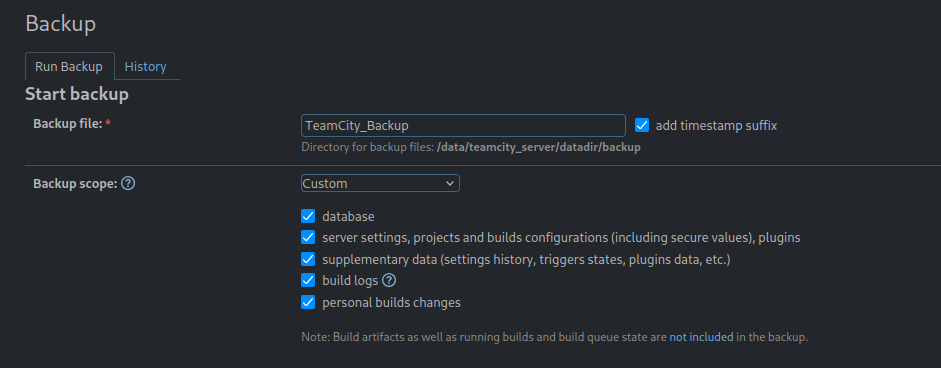 Backup
Run Backup History
Start backup
Backup file: * TeamCity_Backup add timestamp suffix
Directory for backup files: /data/teamcity_server/datadir/backup
Backup scope: ? Custom
database
server settings, projects and builds configurations (including secure values), plugins
supplementary data (settings history, triggers states, plugins data, etc.)
build logs ?
personal builds changes
Note: Build artifacts as well as running builds and build queue state are not included in the backup.